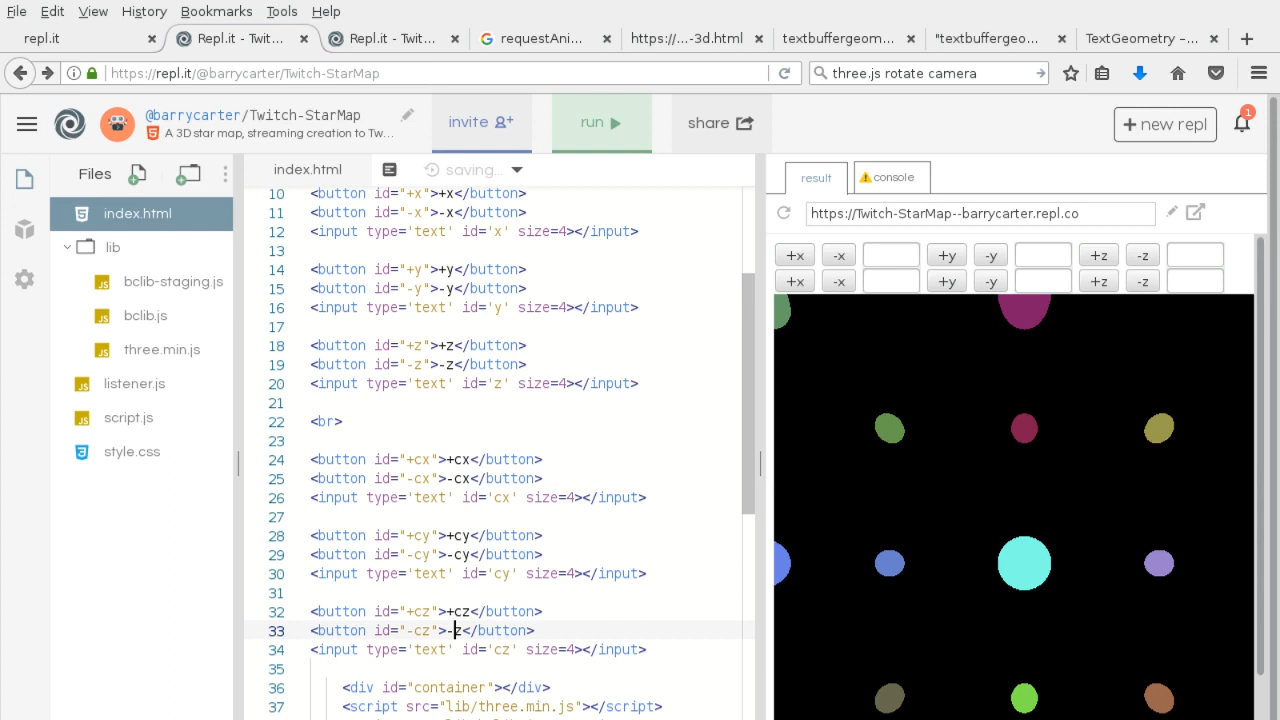 File Edit View History Bookmarks Tools Help
repl.it × Repl.it - Twit... × Repl.it - Twit... × requestAni... × https:/...-3d.html × textbuffergeom... × "textbuffergeo... × TextGeometry –... × +
https://repl.it/@barrycarter/Twitch-StarMap three.js rotate camera
@barrycarter/Twitch-StarMap
A 3D star map, streaming creation to Tw...
invite run share + new repl 1
Files
index.html
lib
bclib-staging.js
bclib.js
three.min.js
listener.js
script.js
style.css
index.html saving...
10 <button id="+x">+x</button>
11 <button id="-x">-x</button>
12 <input type='text' id='x' size=4></input>
13
14 <button id="+y">+y</button>
15 <button id="-y">-y</button>
16 <input type='text' id='y' size=4></input>
17
18 <button id="+z">+z</button>
19 <button id="-z">-z</button>
20 <input type='text' id='z' size=4></input>
21
22 <br>
23
24 <button id="+cx">+cx</button>
25 <button id="-cx">-cx</button>
26 <input type='text' id='cx' size=4></input>
27
28 <button id="+cy">+cy</button>
29 <button id="-cy">-cy</button>
30 <input type='text' id='cy' size=4></input>
31
32 <button id="+cz">+cz</button>
33 <button id="-cz">-z</button>
34 <input type='text' id='cz' size=4></input>
35
36 <div id="container"></div>
37 <script src="lib/three.min.js"></script>
result console
https://Twitch-StarMap--barrycarter.repl.co
+x -x +y -y +z -z
+x -x +y -y +z -z